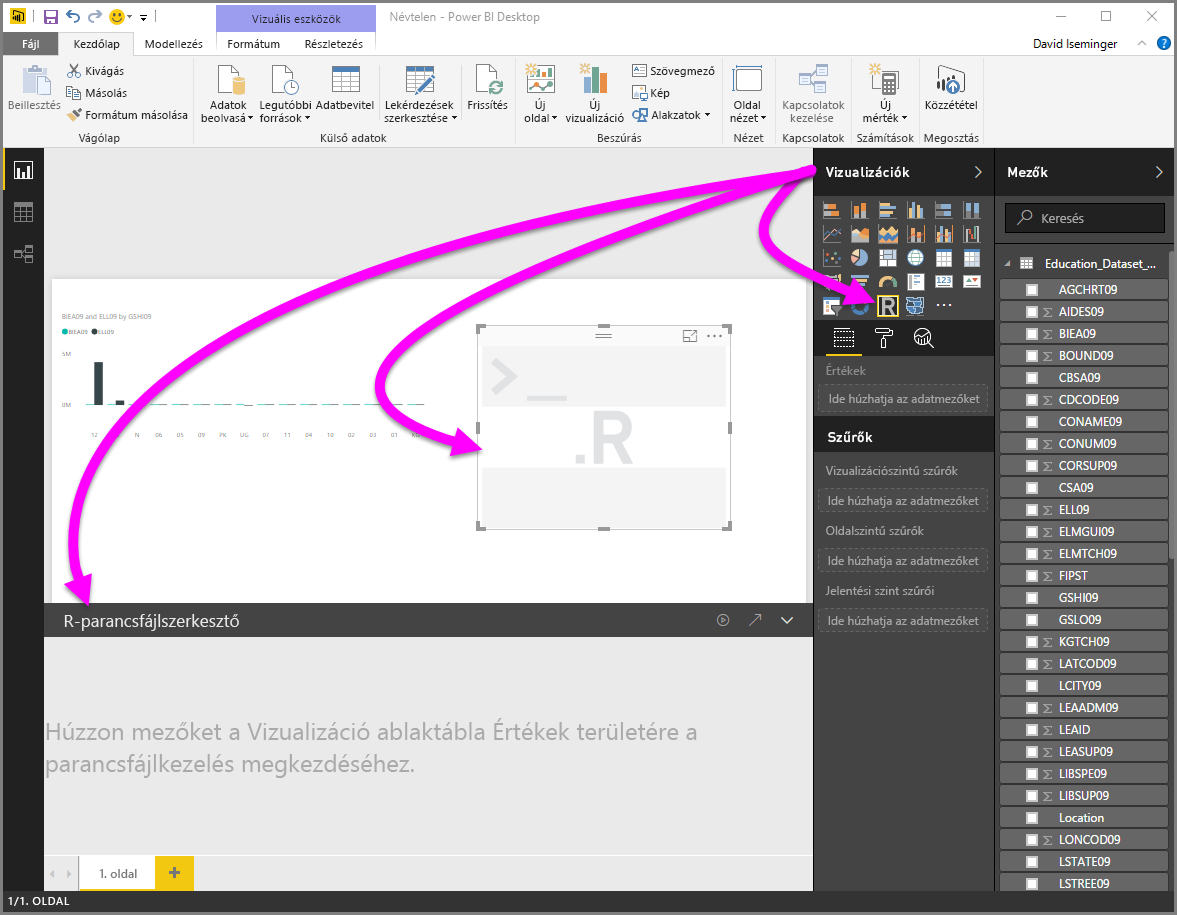 Vizuális eszközök
Névtelen - Power BI Desktop
Fájl
Kezdőlap
Modellezés
Formátum
Részletezés
David Iseminger
Beillesztés
Kivágás
Másolás
Formátum másolása
Vágólap
Adatok beolvasá
Legutóbbi források
Adatbevitel
Lekérdezések szerkesztése
Frissítés
Külső adatok
Új oldal
Új vizualizáció
Szövegmező
Kép
Alakzatok
Beszúrás
Oldal nézet
Nézet
Kapcsolatok kezelése
Kapcsolatok
Új mérték
Számítások
Közzététel
Megosztás
BIEA09 and ELL09 by GSHI09
BIEA09 ELL09
5M
0M
12 N 06 05 09 PK UG 07 11 04 10 02 03 01
.R
R-parancsfájlszerkesztő
Húzzon mezőket a Vizualizáció ablaktábla Értékek területére a
parancsfájlkezelés megkezdéséhez.
1. oldal
1/1. OLDAL
Vizualizációk
123
R
Értékek
Ide húzhatja az adatmezőket
Szűrők
Vizualizációszintű szűrők
Ide húzhatja az adatmezőket
Oldalszintű szűrők
Ide húzhatja az adatmezőket
Jelentési szint szűrői
Ide húzhatja az adatmezőket
Mezők
Keresés
Education_Dataset_...
AGCHRT09
AIDES09
BIEA09
BOUND09
CBSA09
CDCODE09
CONAME09
CONUM09
CORSUP09
CSA09
ELL09
ELMGUI09
ELMTCH09
FIPST
GSHI09
GSLO09
KGTCH09
LATCOD09
LCITY09
LEAADM09
LEAID
LEASUP09
LIBSPE09
LIBSUP09
Location
LONCOD09
LSTATE09
LSTREE09